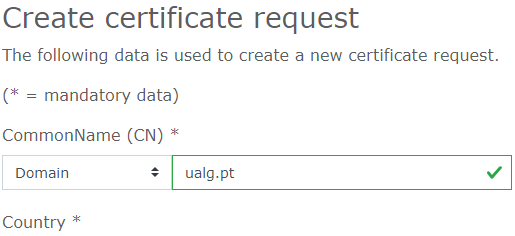 Create certificate request
The following data is used to create a new certificate request.
(* = mandatory data)
CommonName (CN) *
Domain ualg.pt
Country *